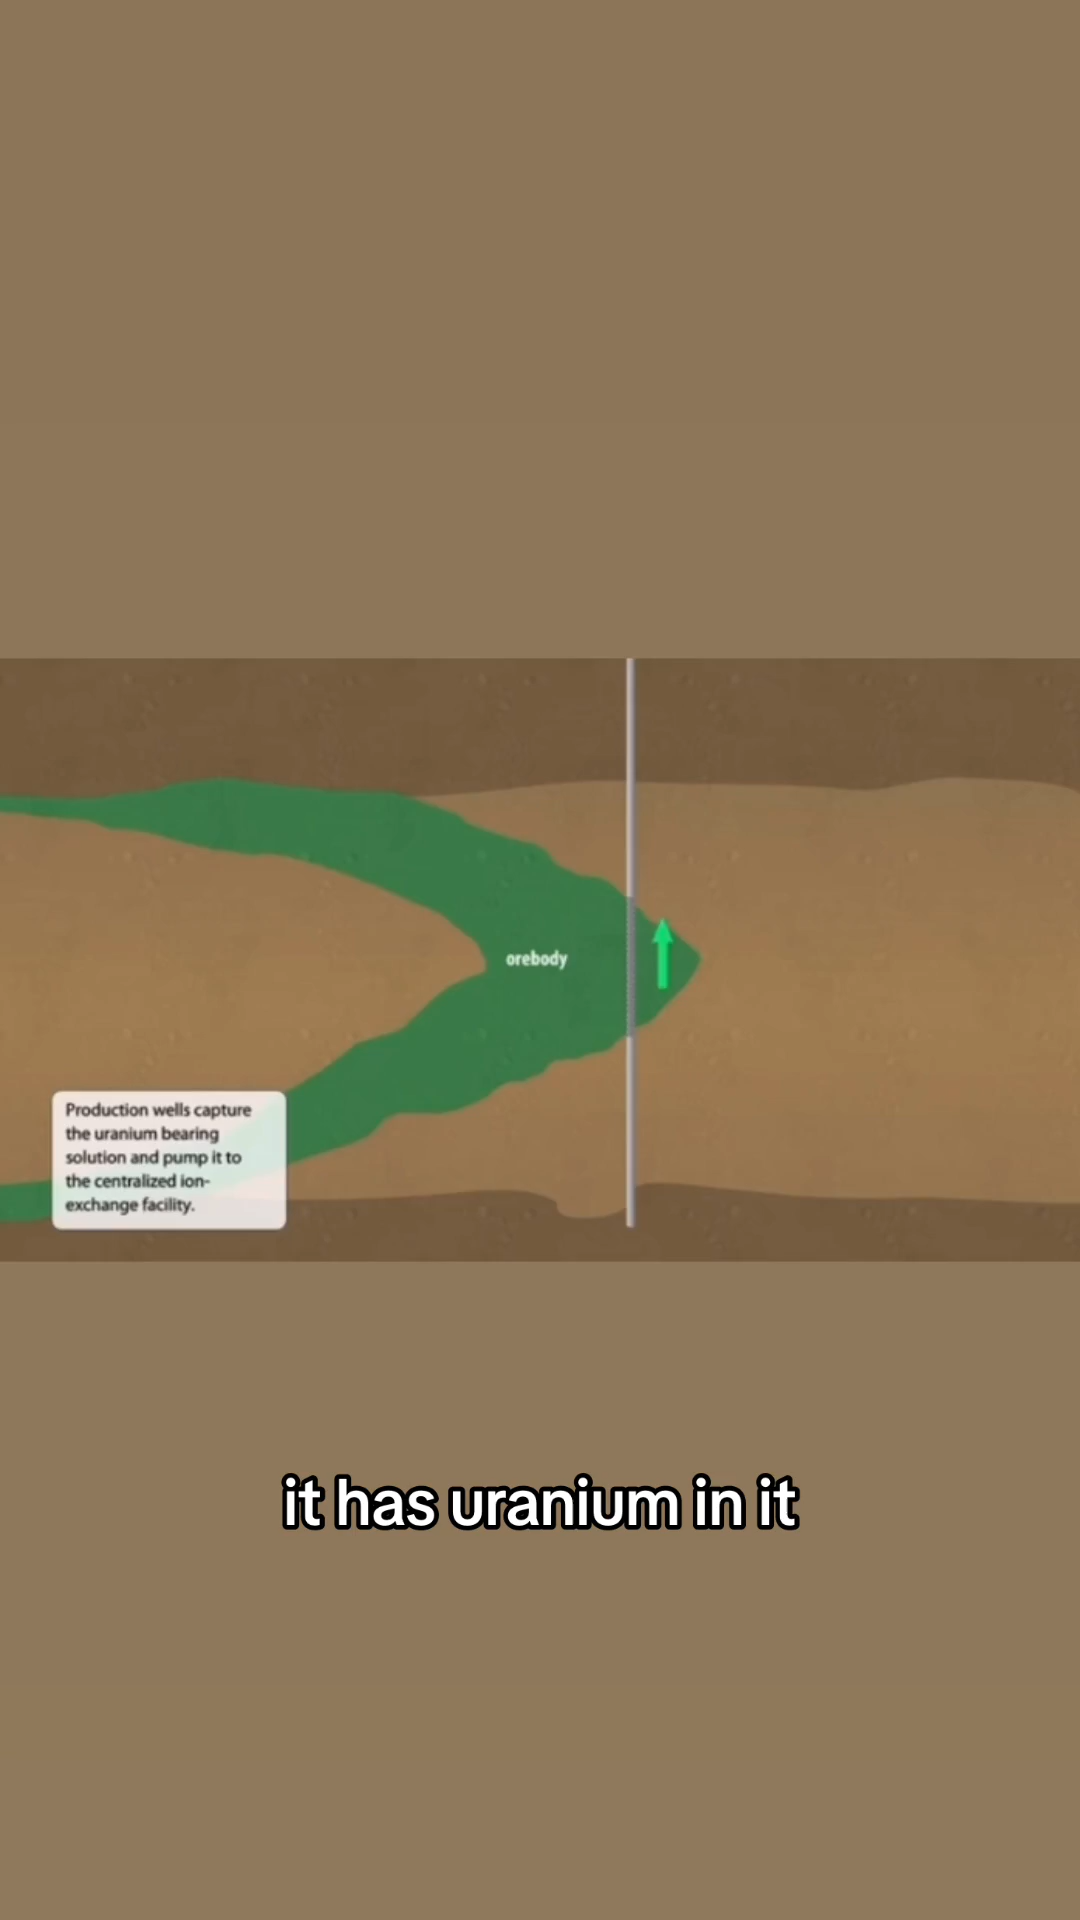 orebody
Production wells capture
the uranium bearing
solution and pump it to
the centralized ion-
exchange facility.
it has uranium in it